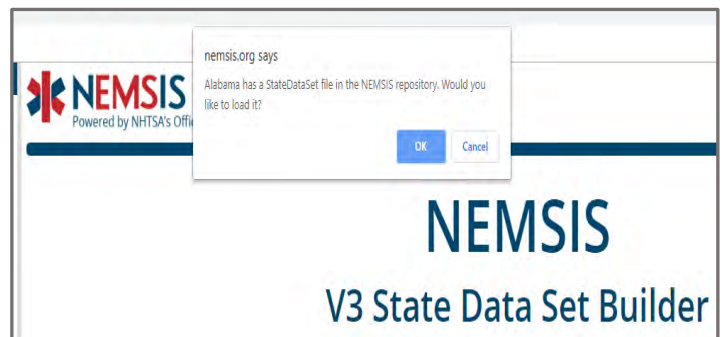 nemsis.org says
Alabama has a StateDataSet file in the NEMSIS repository. Would you
like to load it?
OK Cancel
NEMSIS
Powered by NHTSA's Offi
NEMSIS
V3 State Data Set Builder